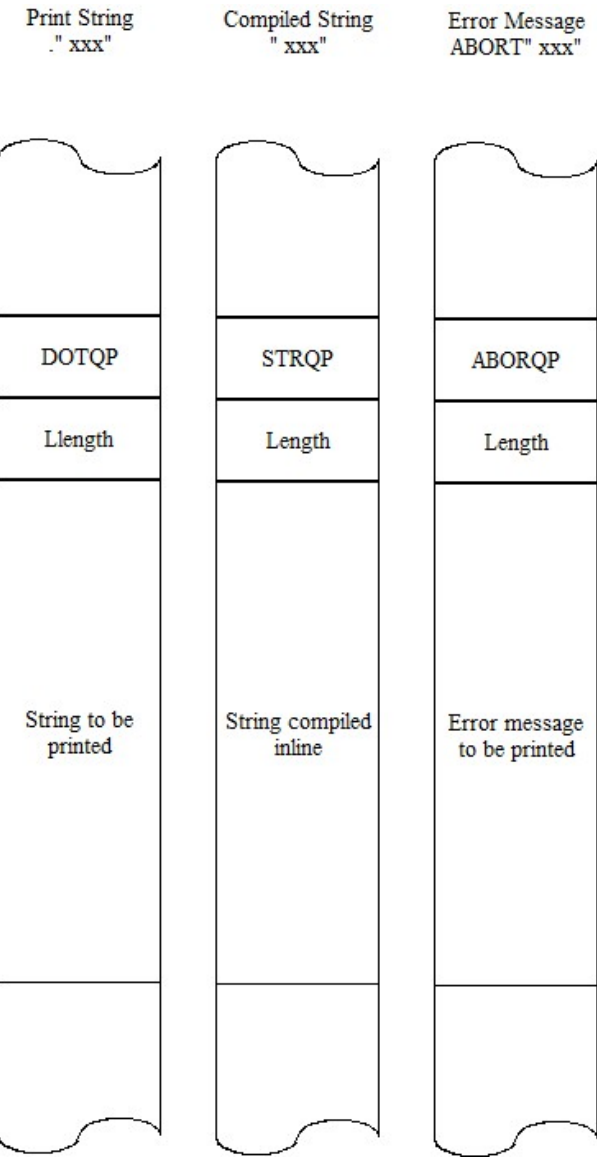 Print String
." xxx"
Compiled String
" xxx"
Error Message
ABORT" xxx"
DOTQP
STRQP
ABORQP
Llength
Length
Length
String to be
printed
String compiled
inline
Error message
to be printed